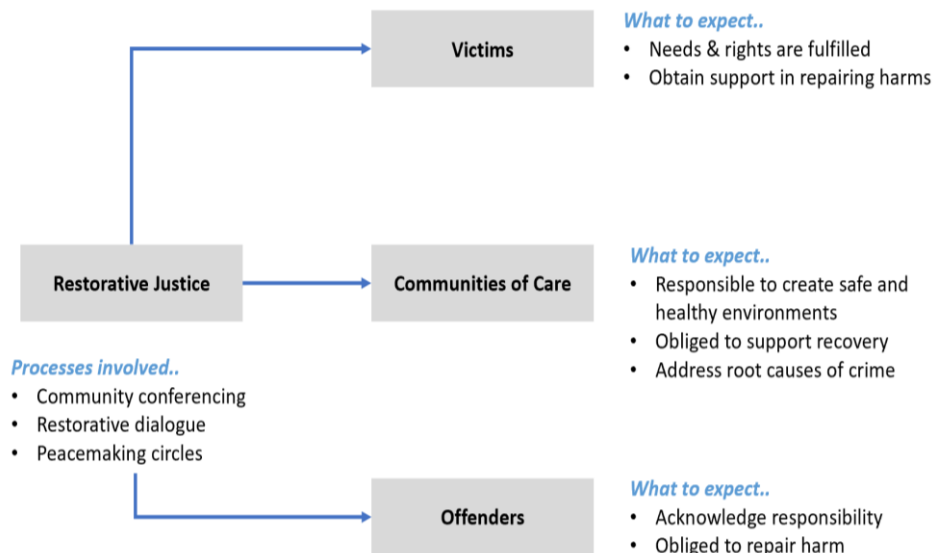 What to expect..
Victims
• Needs & rights are fulfilled
• Obtain support in repairing harms
What to expect..
Restorative Justice
Communities of Care
• Responsible to create safe and
healthy environments
• Obliged to support recovery
• Address root causes of crime
Processes involved..
• Community conferencing
• Restorative dialogue
• Peacemaking circles
What to expect..
Offenders
• Acknowledge responsibility
• Obliged to repair harm